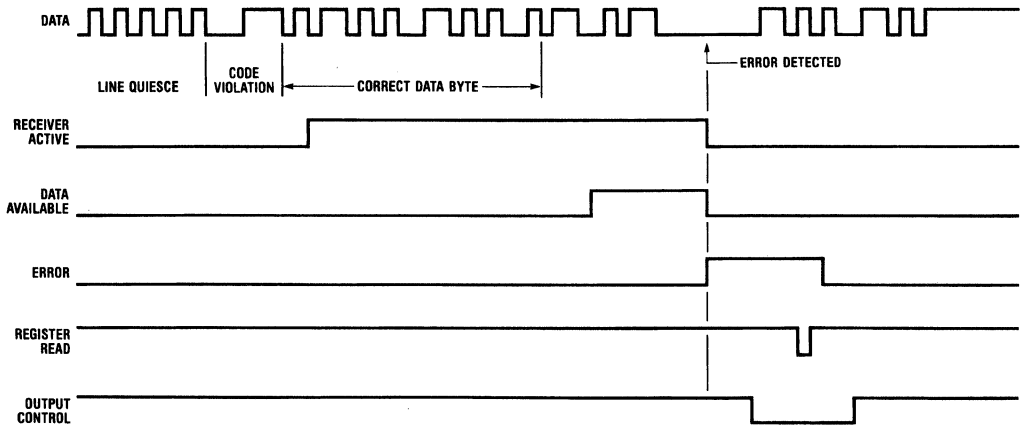 DATA
ERROR DETECTED
LINE QUIESCE
CODE
VIOLATION
CORRECT DATA BYTE
RECEIVER
ACTIVE
DATA
AVAILABLE
ERROR
REGISTER
READ
OUTPUT
CONTROL